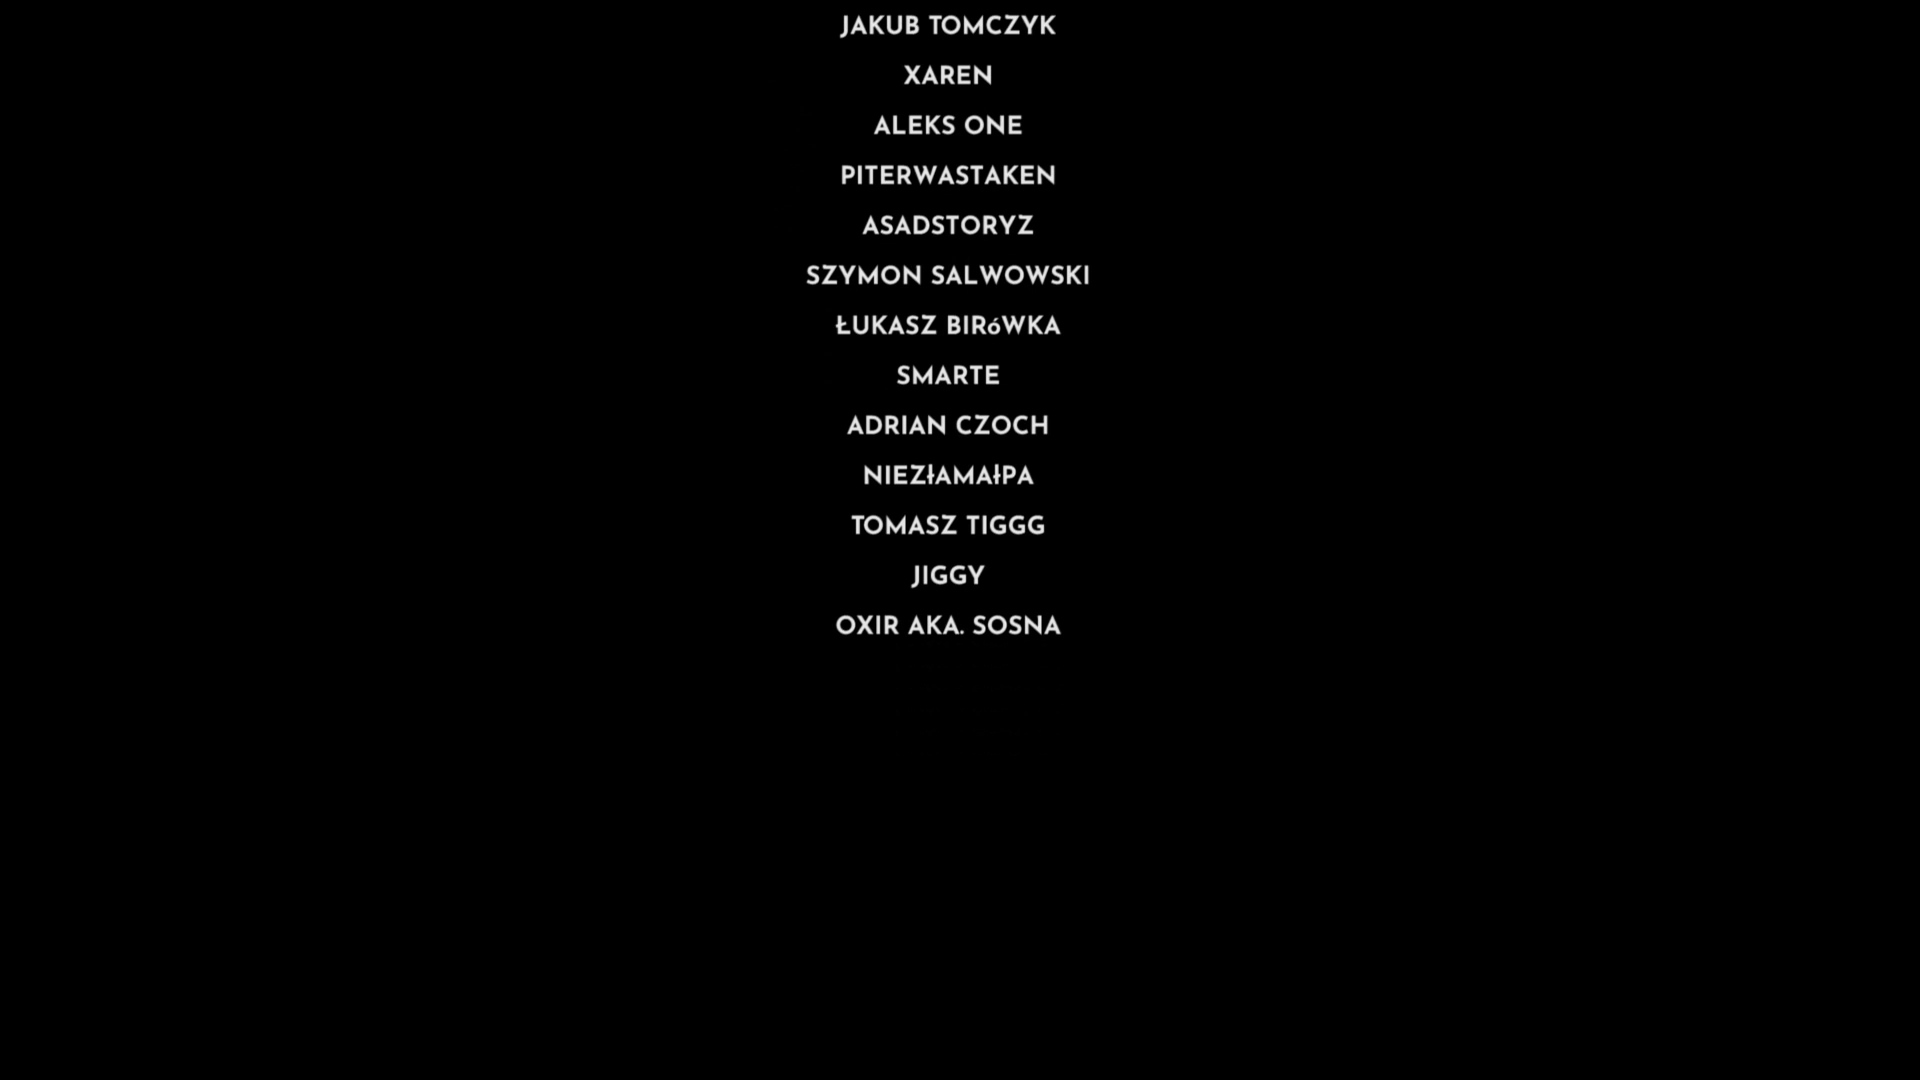 JAKUB TOMCZYK
XAREN
ALEKS ONE
PITERWASTAKEN
ASADSTORYZ
SZYMON SALWOWSKI
ŁUKASZ BIRóWKA
SMARTE
ADRIAN CZOCH
NIEZłAMAłPA
TOMASZ TIGGG
JIGGY
OXIR AKA. SOSNA